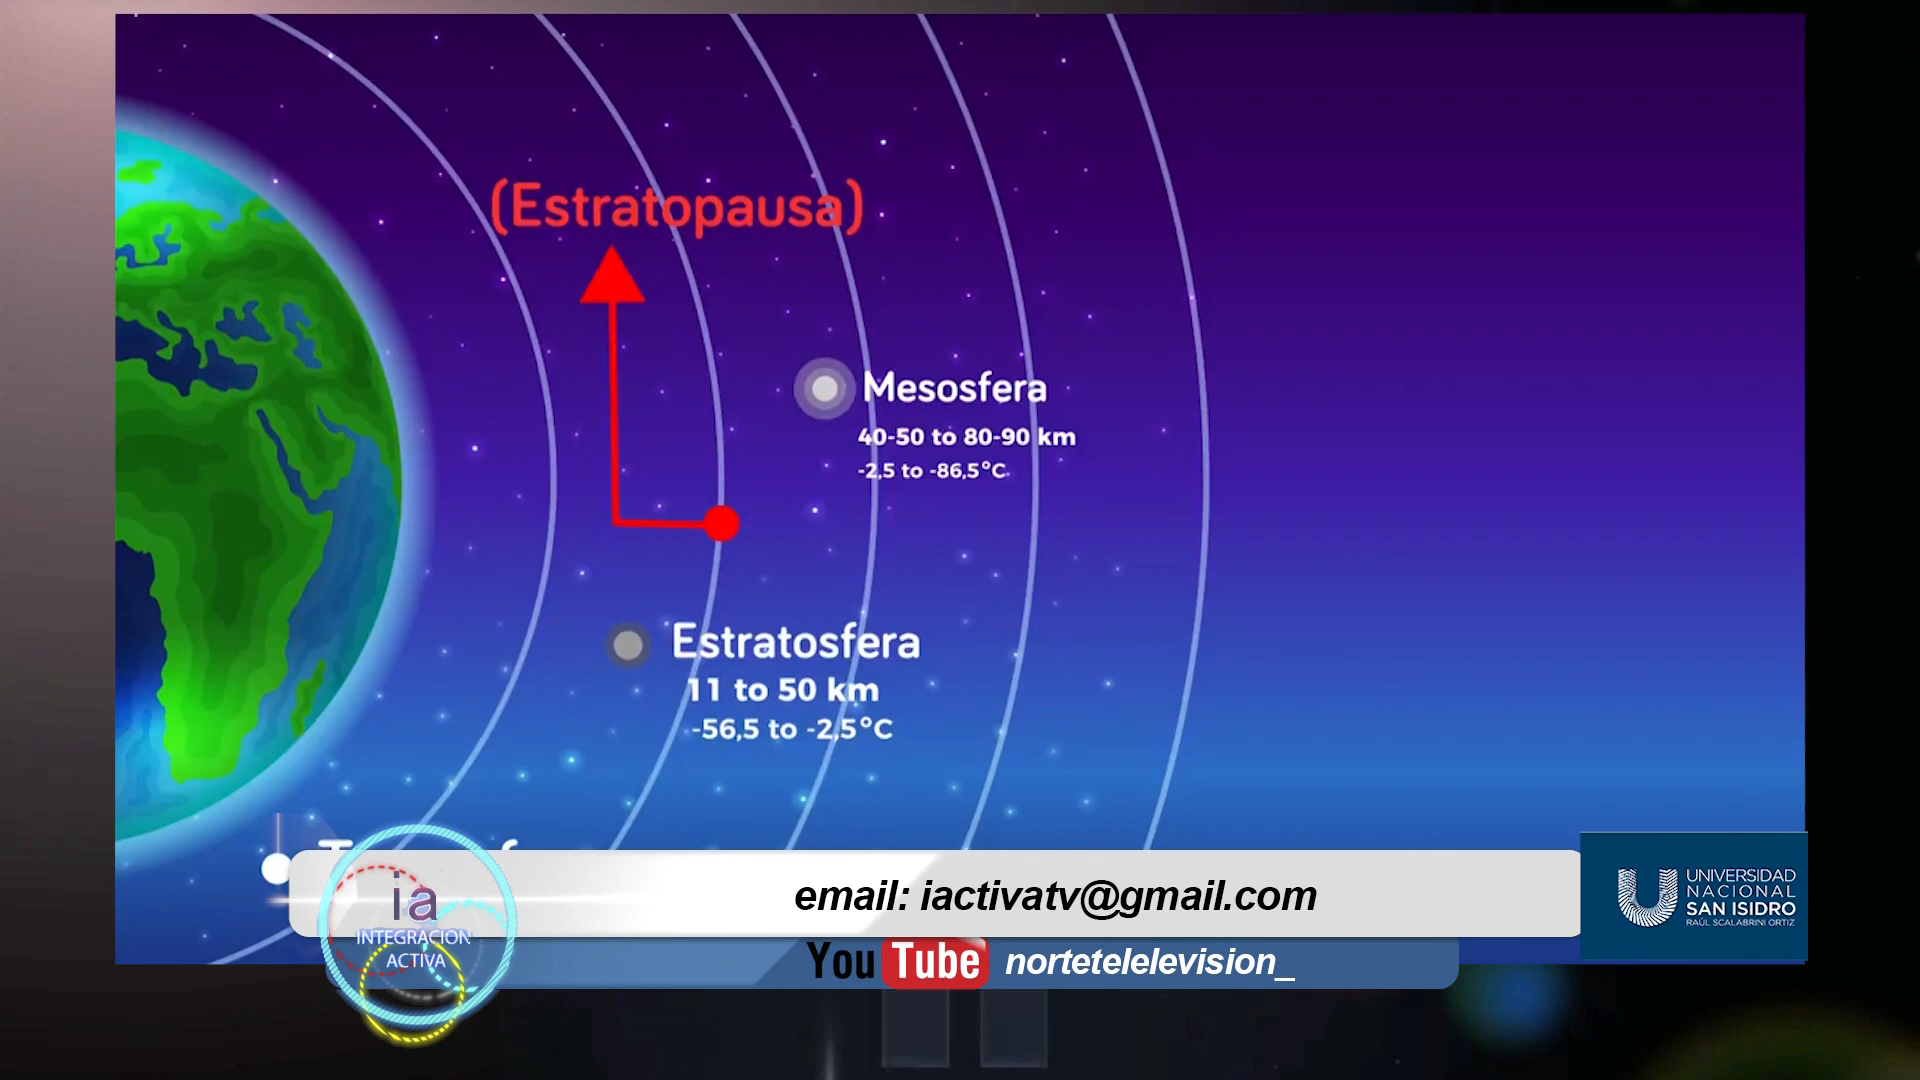 (Estratopausa)
Mesosfera
40-50 to 80-90 km
-2,5 to -86,5°C
Estratosfera
11 to 50 km
-56,5 to -2,5°C
email: iactivatv@gmail.com
YouTube nortetelelevision_
ia
INTEGRACION
ACTIVA
UNIVERSIDAD
NACIONAL
SAN ISIDRO
RAÚL SCALABRINI ORTIZ